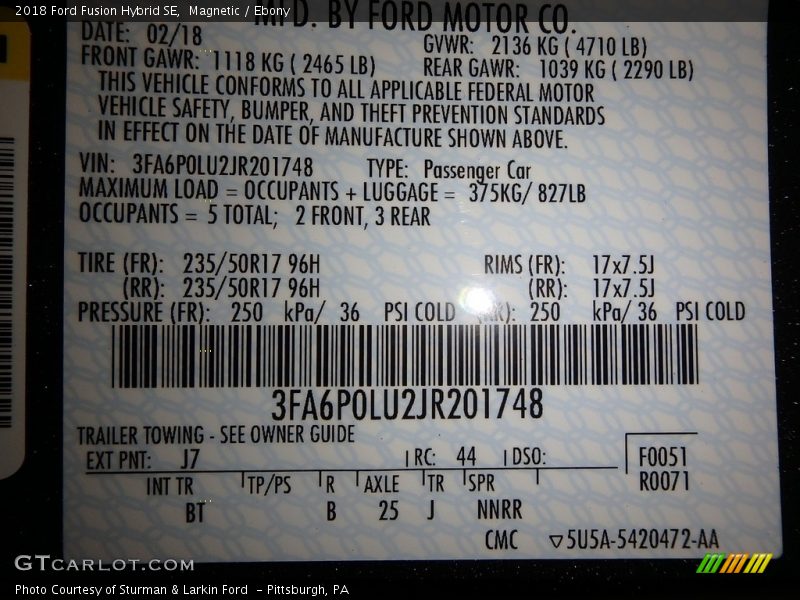 2018 Ford Fusion Hybrid SE,  Magnetic / Ebony
MFD. BY FORD MOTOR CO.
DATE: 02/18 GVWR: 2136 KG ( 4710 LB)
FRONT GAWR: 1118 KG ( 2465 LB) REAR GAWR: 1039 KG ( 2290 LB)
THIS VEHICLE CONFORMS TO ALL APPLICABLE FEDERAL MOTOR
VEHICLE SAFETY, BUMPER, AND THEFT PREVENTION STANDARDS
IN EFFECT ON THE DATE OF MANUFACTURE SHOWN ABOVE.
VIN: 3FA6P0LU2JR201748 TYPE: Passenger Car
MAXIMUM LOAD = OCCUPANTS + LUGGAGE = 375KG/ 827LB
OCCUPANTS = 5 TOTAL; 2 FRONT, 3 REAR
TIRE (FR): 235/50R17 96H RIMS (FR): 17x7.5J
(RR): 235/50R17 96H (RR): 17x7.5J
PRESSURE (FR): 250 kPa/ 36 PSI COLD 250 kPa/ 36 PSI COLD
3FA6P0LU2JR201748
TRAILER TOWING - SEE OWNER GUIDE
EXT PNT: J7 RC: 44 DSO: F0051
R0071
INT TR TP/PS R AXLE TR SPR
BT B 25 J NNRR
CMC ▽5U5A-5420472-AA
GTCARLOT.COM
Photo Courtesy of Sturman & Larkin Ford  - Pittsburgh, PA